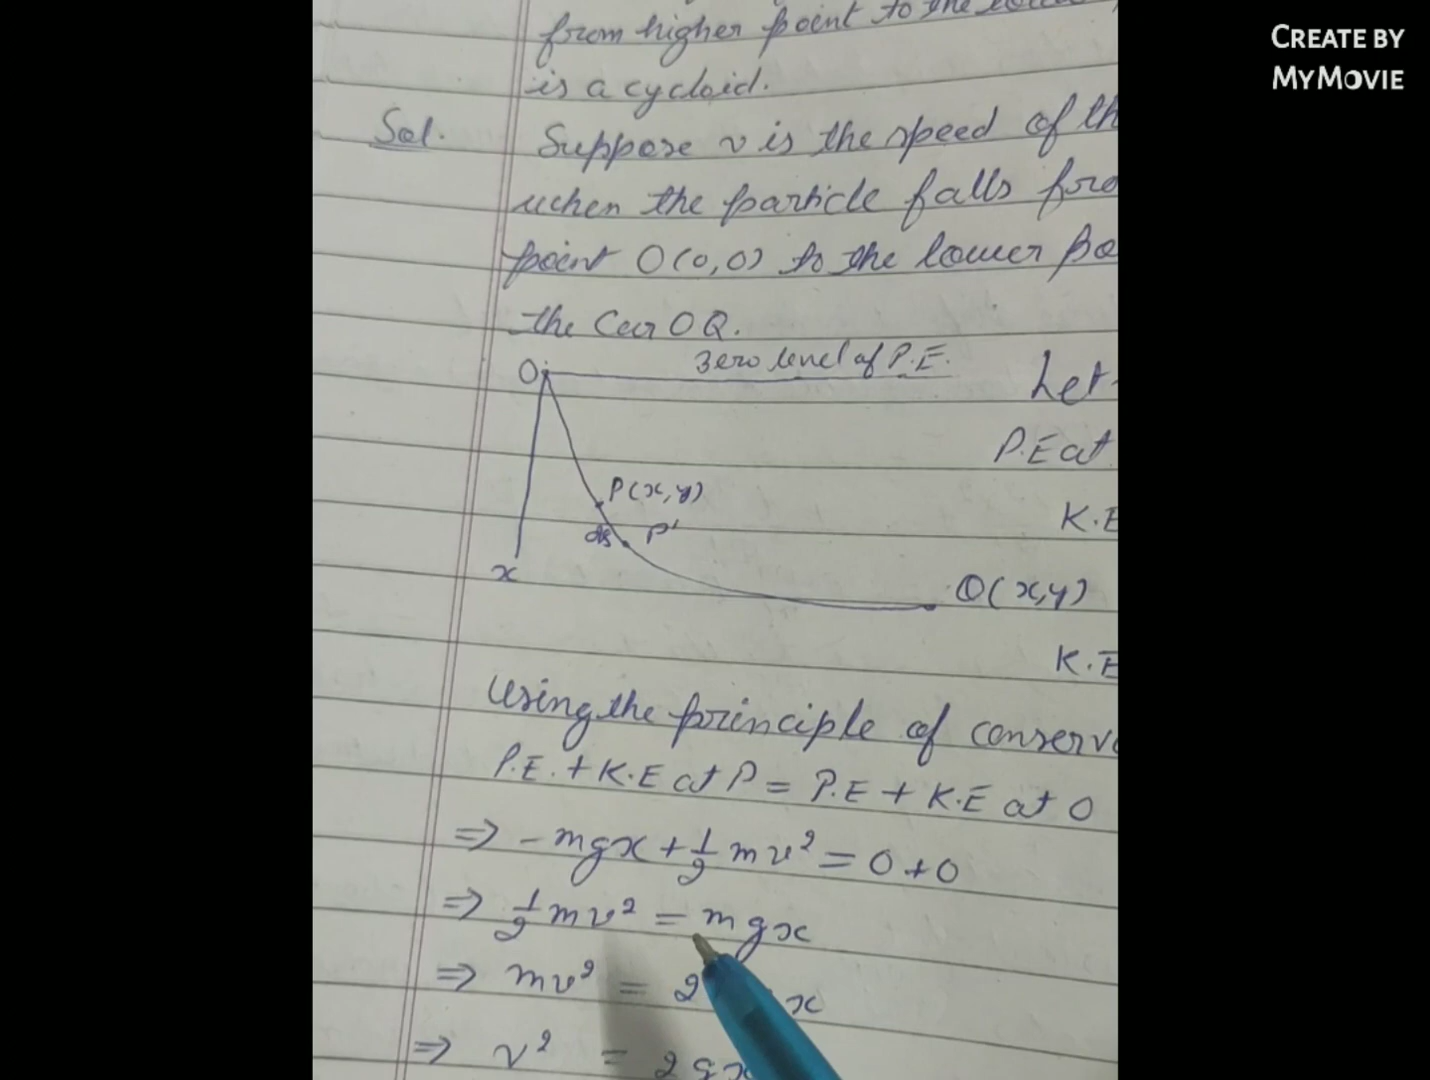 from higher point to the
is a cycloid.
Sol. Suppose v is the speed of th
when the particle falls fro
point O(0,0) to the lower Po
the Cur OQ.
zero level of P.E.
O
Let
P.E at
P(x,y)
K.E
ds P'
x
Q(x,y)
K.E
Using the principle of conserv
P.E. + K.E at P = P.E + K.E at O
⇒ - mgx + 1/2 mv² = 0 + 0
⇒ 1/2 mv² = mgx
⇒ mv² = 2 x
⇒ v² = 2gx
CREATE BY
MYMOVIE